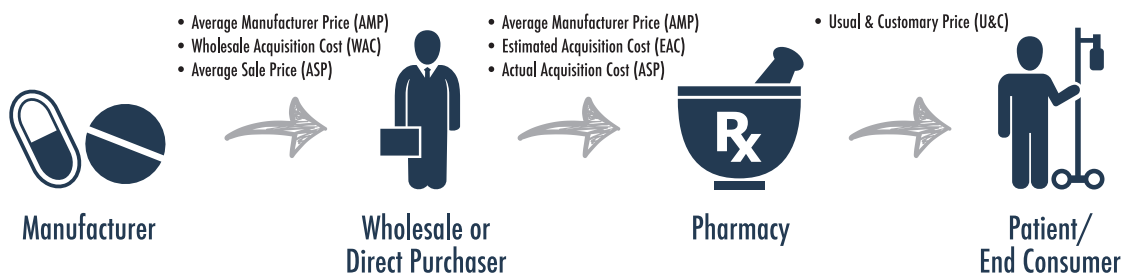 • Average Manufacturer Price (AMP)
• Wholesale Acquisition Cost (WAC)
• Average Sale Price (ASP)
• Average Manufacturer Price (AMP)
• Estimated Acquisition Cost (EAC)
• Actual Acquisition Cost (ASP)
• Usual & Customary Price (U&C)
Rx
Manufacturer
Wholesale or
Direct Purchaser
Pharmacy
Patient/
End Consumer